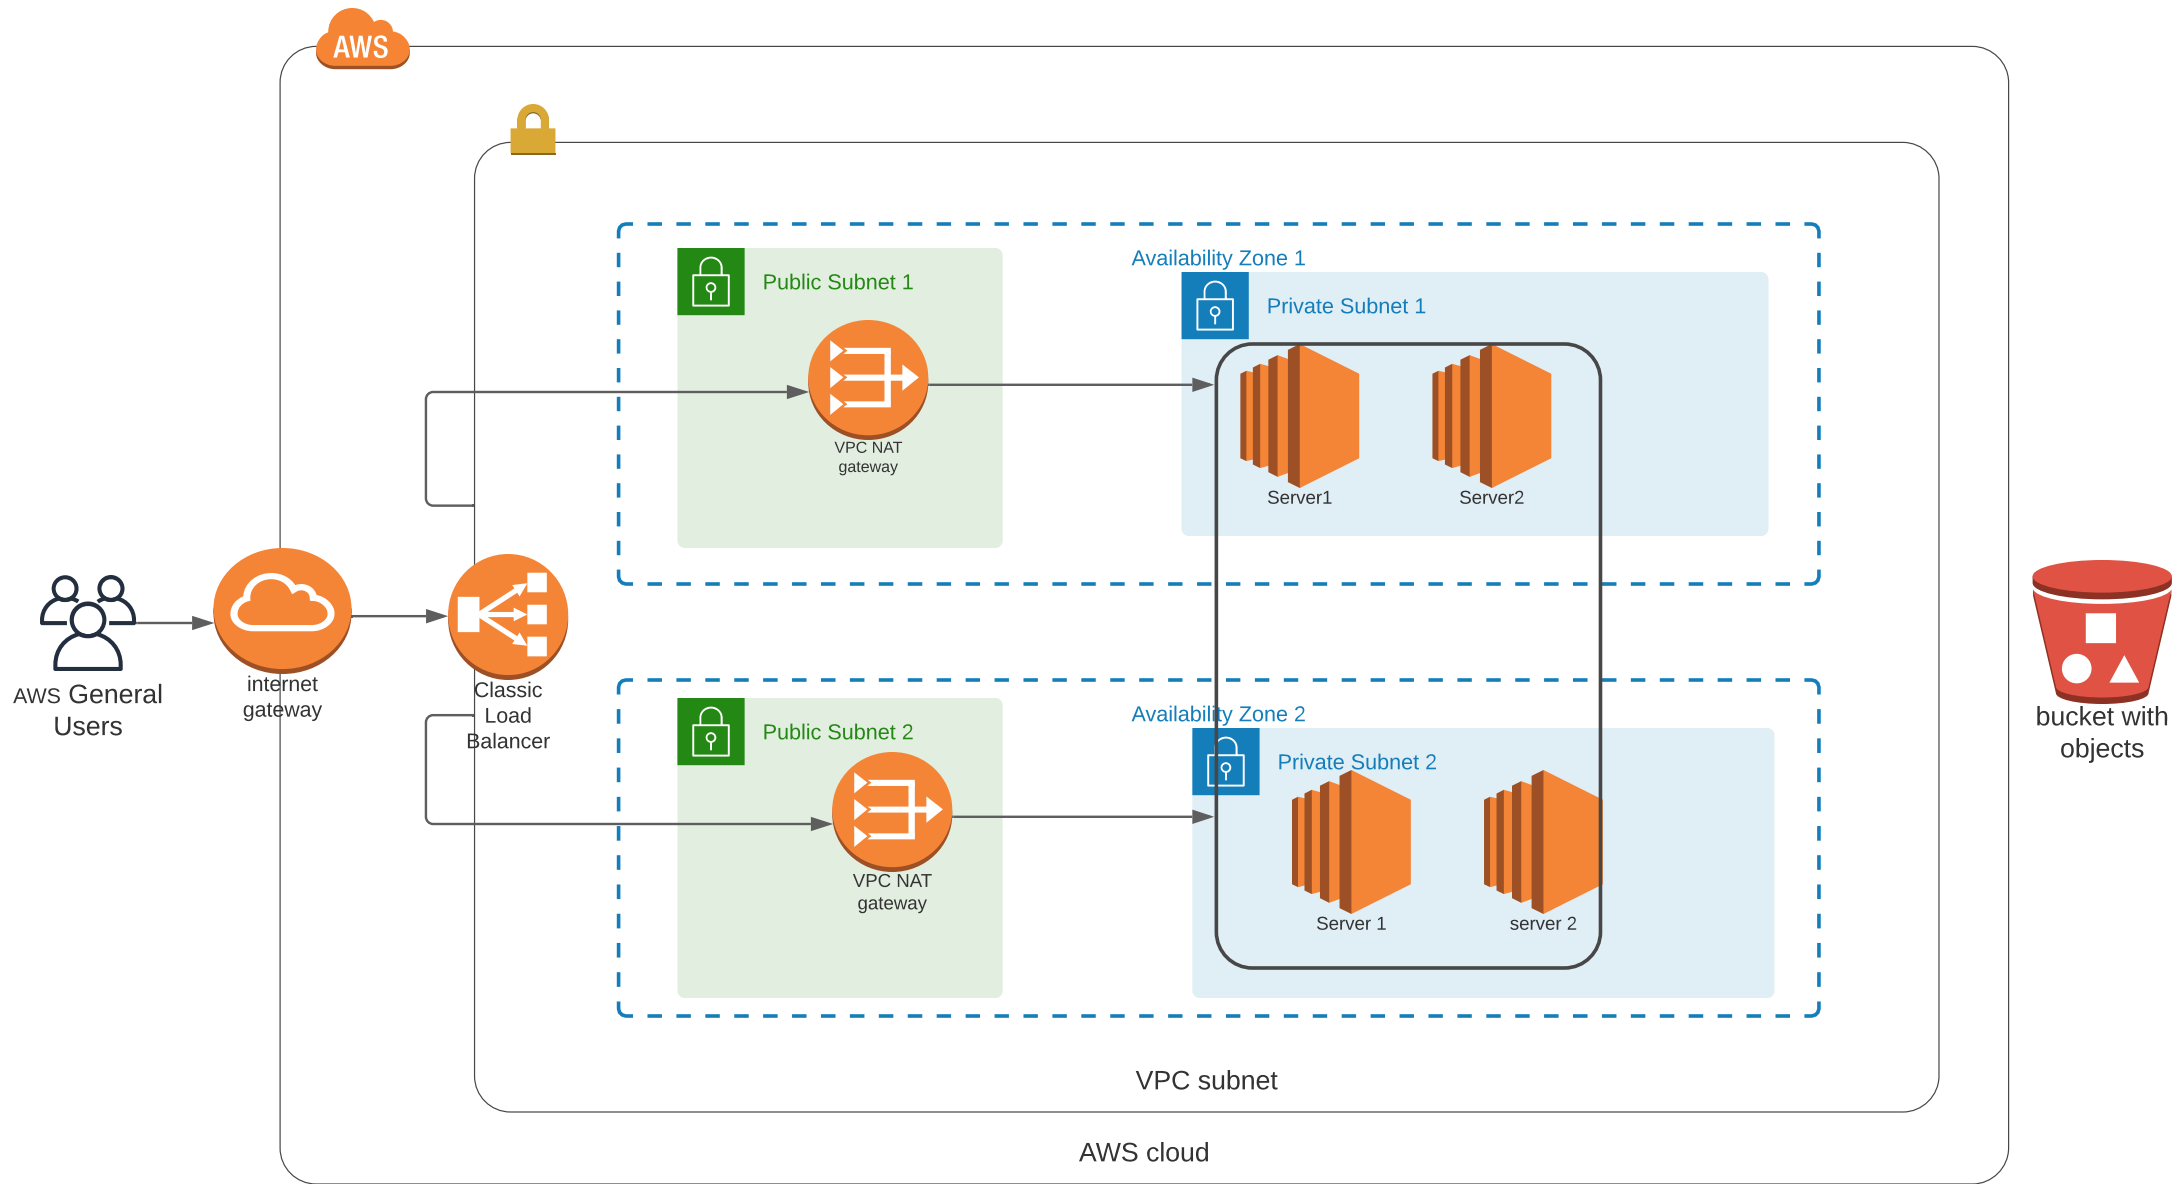 AWS
Availability Zone 1
Public Subnet 1
Private Subnet 1
VPC NAT
gateway
Server1
Server2
AWS General
Users
internet
gateway
Classic
Load
Balancer
bucket with
objects
Availability Zone 2
Public Subnet 2
Private Subnet 2
VPC NAT
gateway
Server 1
server 2
VPC subnet
AWS cloud